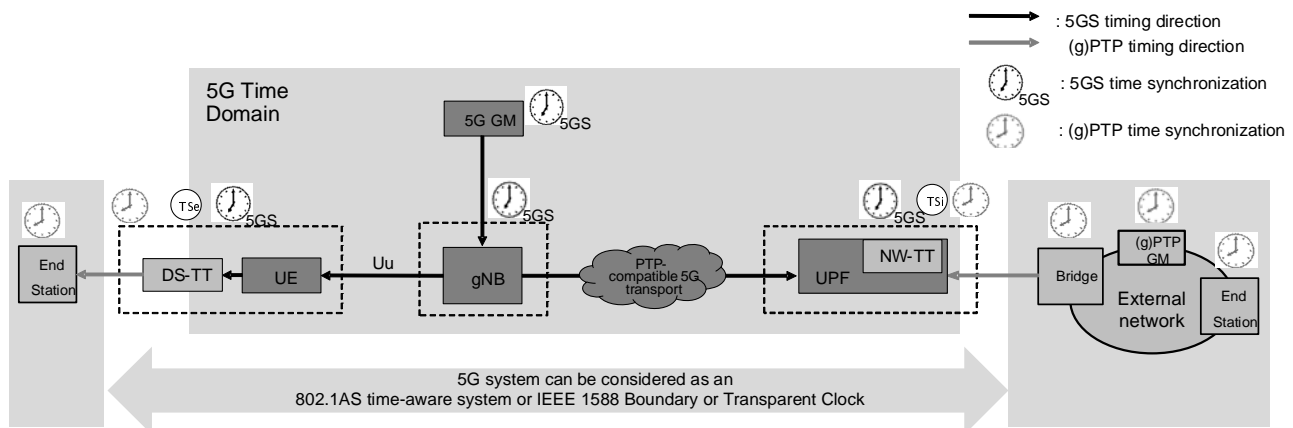 : 5GS timing direction
(g)PTP timing direction
5GS
: 5GS time synchronization
: (g)PTP time synchronization
5G Time
Domain
5G GM
5GS
5GS
TSe
5GS
5GS
TSi
End
Station
DS-TT
UE
Uu
gNB
PTP-
compatible 5G
transport
UPF
NW-TT
Bridge
(g)PTP
GM
External
network
End
Station
5G system can be considered as an
802.1AS time-aware system or IEEE 1588 Boundary or Transparent Clock